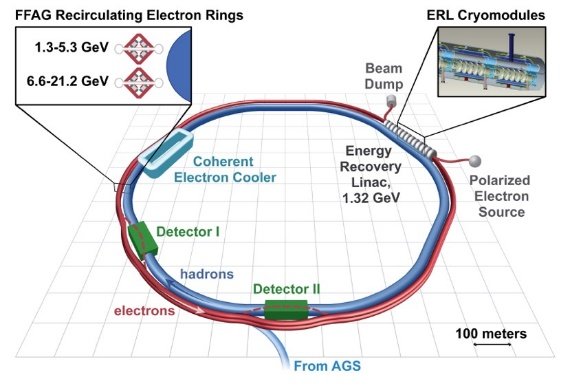 FFAG Recirculating Electron Rings
1.3-5.3 GeV
6.6-21.2 GeV
ERL Cryomodules
Beam
Dump
Energy
Recovery
Linac,
1.32 GeV
Polarized
Electron
Source
Coherent
Electron Cooler
Detector I
hadrons
Detector II
electrons
100 meters
From AGS